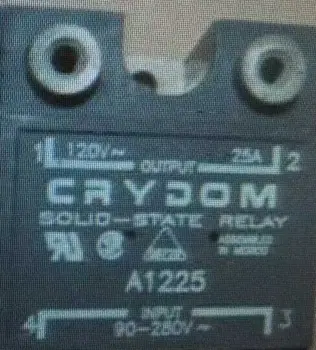 1 120V~ 25A 2
OUTPUT
CRYDOM
SOLID-STATE RELAY
ASSEMBLED
IN MEXICO
A1225
INPUT
4 90-280V~ 3